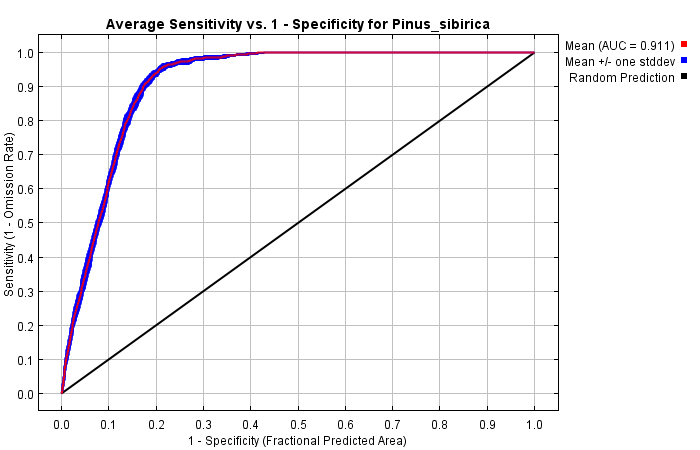 Average Sensitivity vs. 1 - Specificity for Pinus_sibirica
Mean (AUC = 0.911)
Mean +/- one stddev
Random Prediction
Sensitivity (1 - Omission Rate)
1.0
0.9
0.8
0.7
0.6
0.5
0.4
0.3
0.2
0.1
0.0
0.0 0.1 0.2 0.3 0.4 0.5 0.6 0.7 0.8 0.9 1.0
1 - Specificity (Fractional Predicted Area)